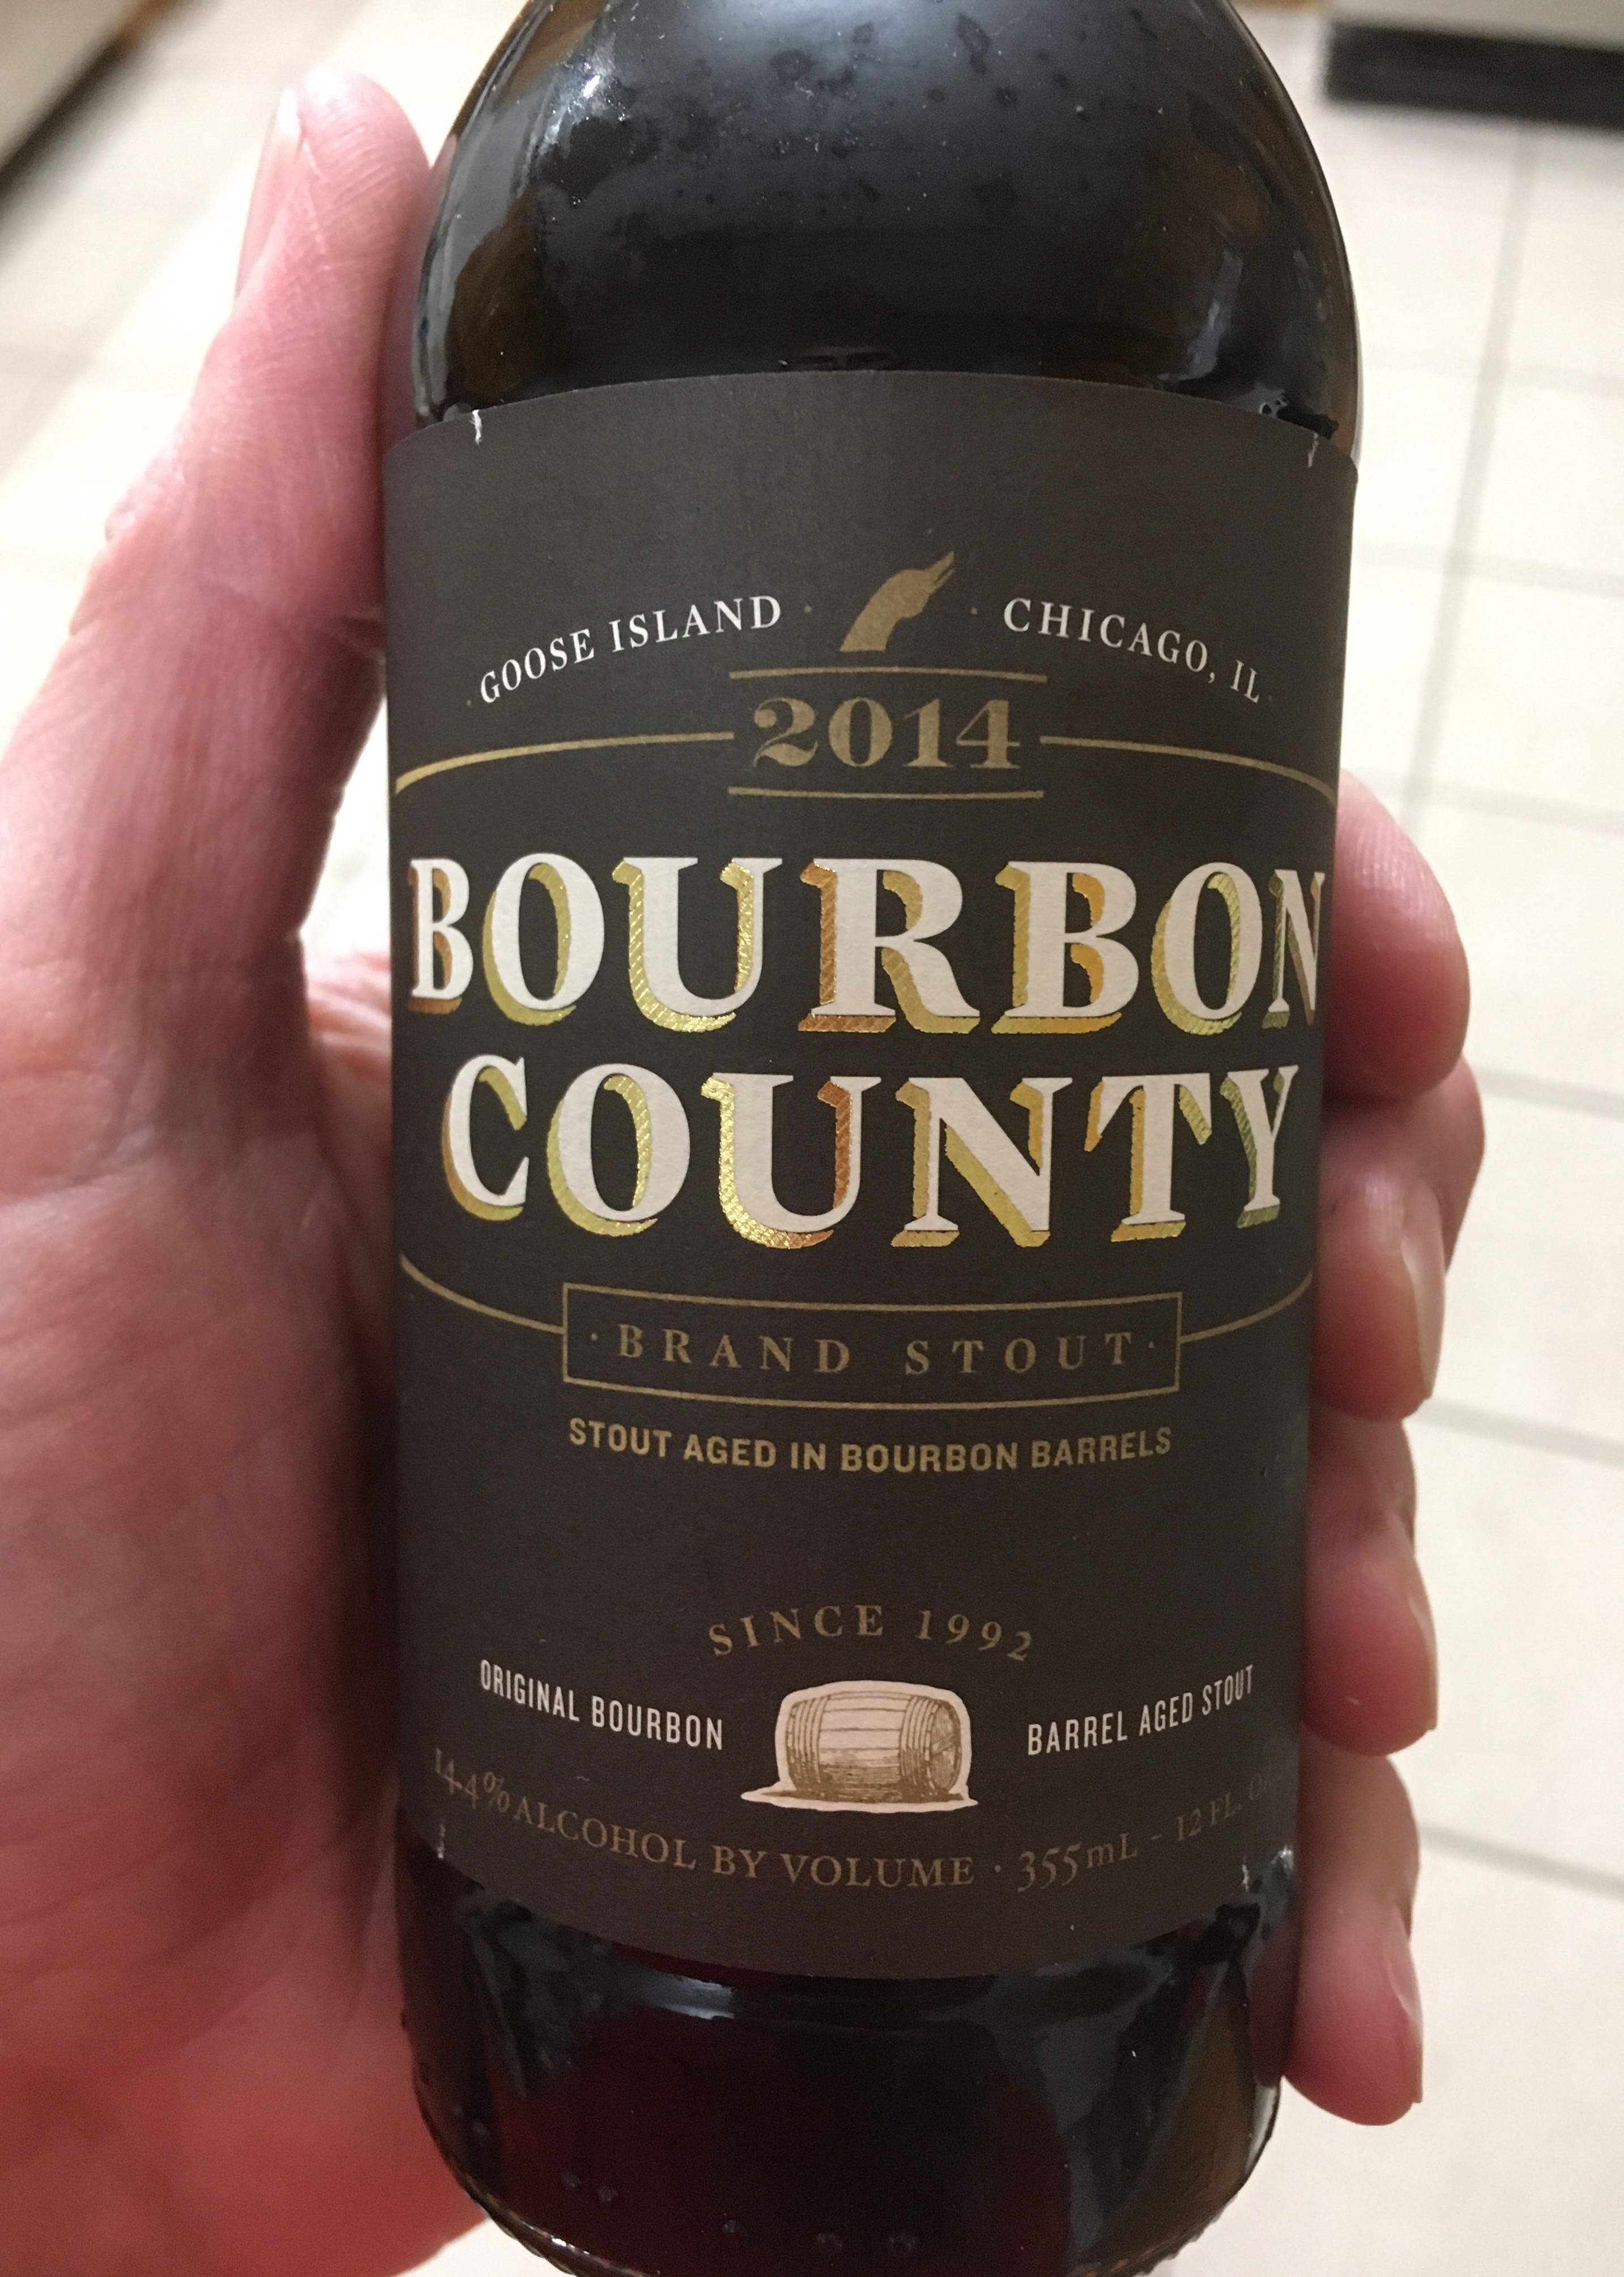 GOOSE ISLAND · CHICAGO, IL
2014
BOURBON
COUNTY
· BRAND STOUT ·
STOUT AGED IN BOURBON BARRELS
SINCE 1992
ORIGINAL BOURBON BARREL AGED STOUT
14.4% ALCOHOL BY VOLUME · 355mL - 12 FL. OZ.